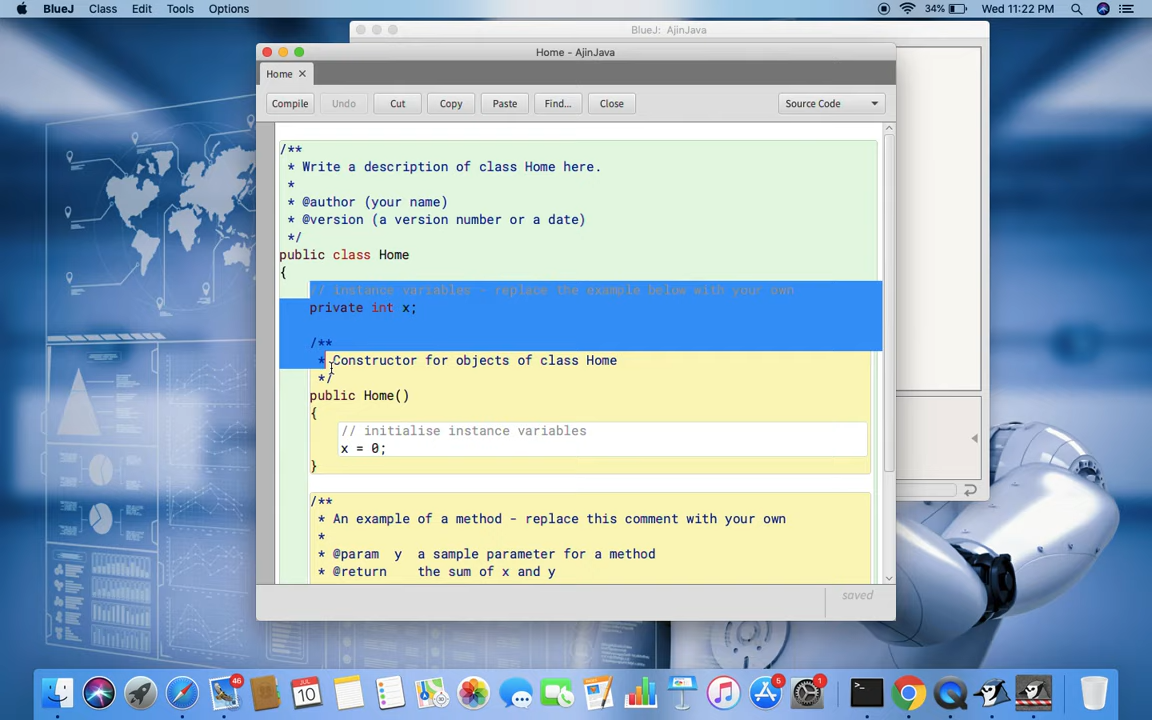 BlueJ Class Edit Tools Options
34% Wed 11:22 PM
BlueJ: AjinJava
Home - AjinJava
Home
Compile Undo Cut Copy Paste Find... Close Source Code
/**
* Write a description of class Home here.
*
* @author (your name)
* @version (a version number or a date)
*/
public class Home
{
// instance variables - replace the example below with your own
private int x;
/**
* Constructor for objects of class Home
*/
public Home()
{
// initialise instance variables
x = 0;
}
/**
* An example of a method - replace this comment with your own
*
* @param y a sample parameter for a method
* @return the sum of x and y
saved
46
JUL
10
5
1